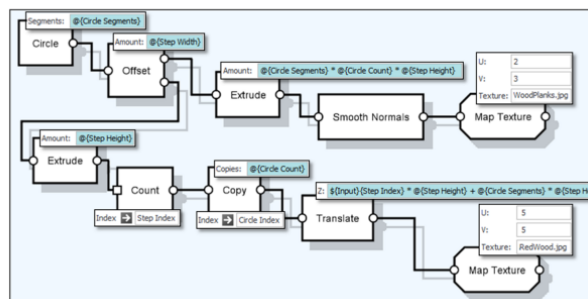 Segments: @{Circle Segments}
Circle
Amount: @{Step Width}
Offset
Amount: @{Circle Segments} * @{Circle Count} * @{Step Height}
Extrude
Smooth Normals
U: 2
V: 3
Texture: WoodPlanks.jpg
Map Texture
Amount: @{Step Height}
Extrude
Count
Index Step Index
Copies: @{Circle Count}
Copy
Index Circle Index
Z: ${Input}{Step Index} * @{Step Height} + @{Circle Segments} * @{Step H
Translate
U: 5
V: 5
Texture: RedWood.jpg
Map Texture